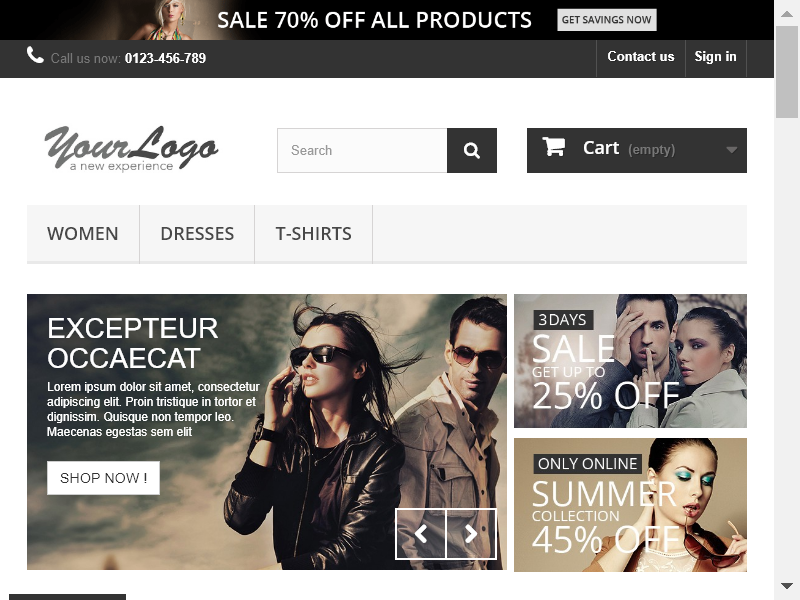 SALE 70% OFF ALL PRODUCTS GET SAVINGS NOW
Call us now: 0123-456-789 Contact us Sign in
YourLogo
a new experience
Search
Cart (empty)
WOMEN DRESSES T-SHIRTS
EXCEPTEUR
OCCAECAT
Lorem ipsum dolor sit amet, consectetur
adipiscing elit. Proin tristique in tortor et
dignissim. Quisque non tempor leo.
Maecenas egestas sem elit
SHOP NOW !
3DAYS
SALE
GET UP TO
25% OFF
ONLY ONLINE
SUMMER
COLLECTION
45% OFF